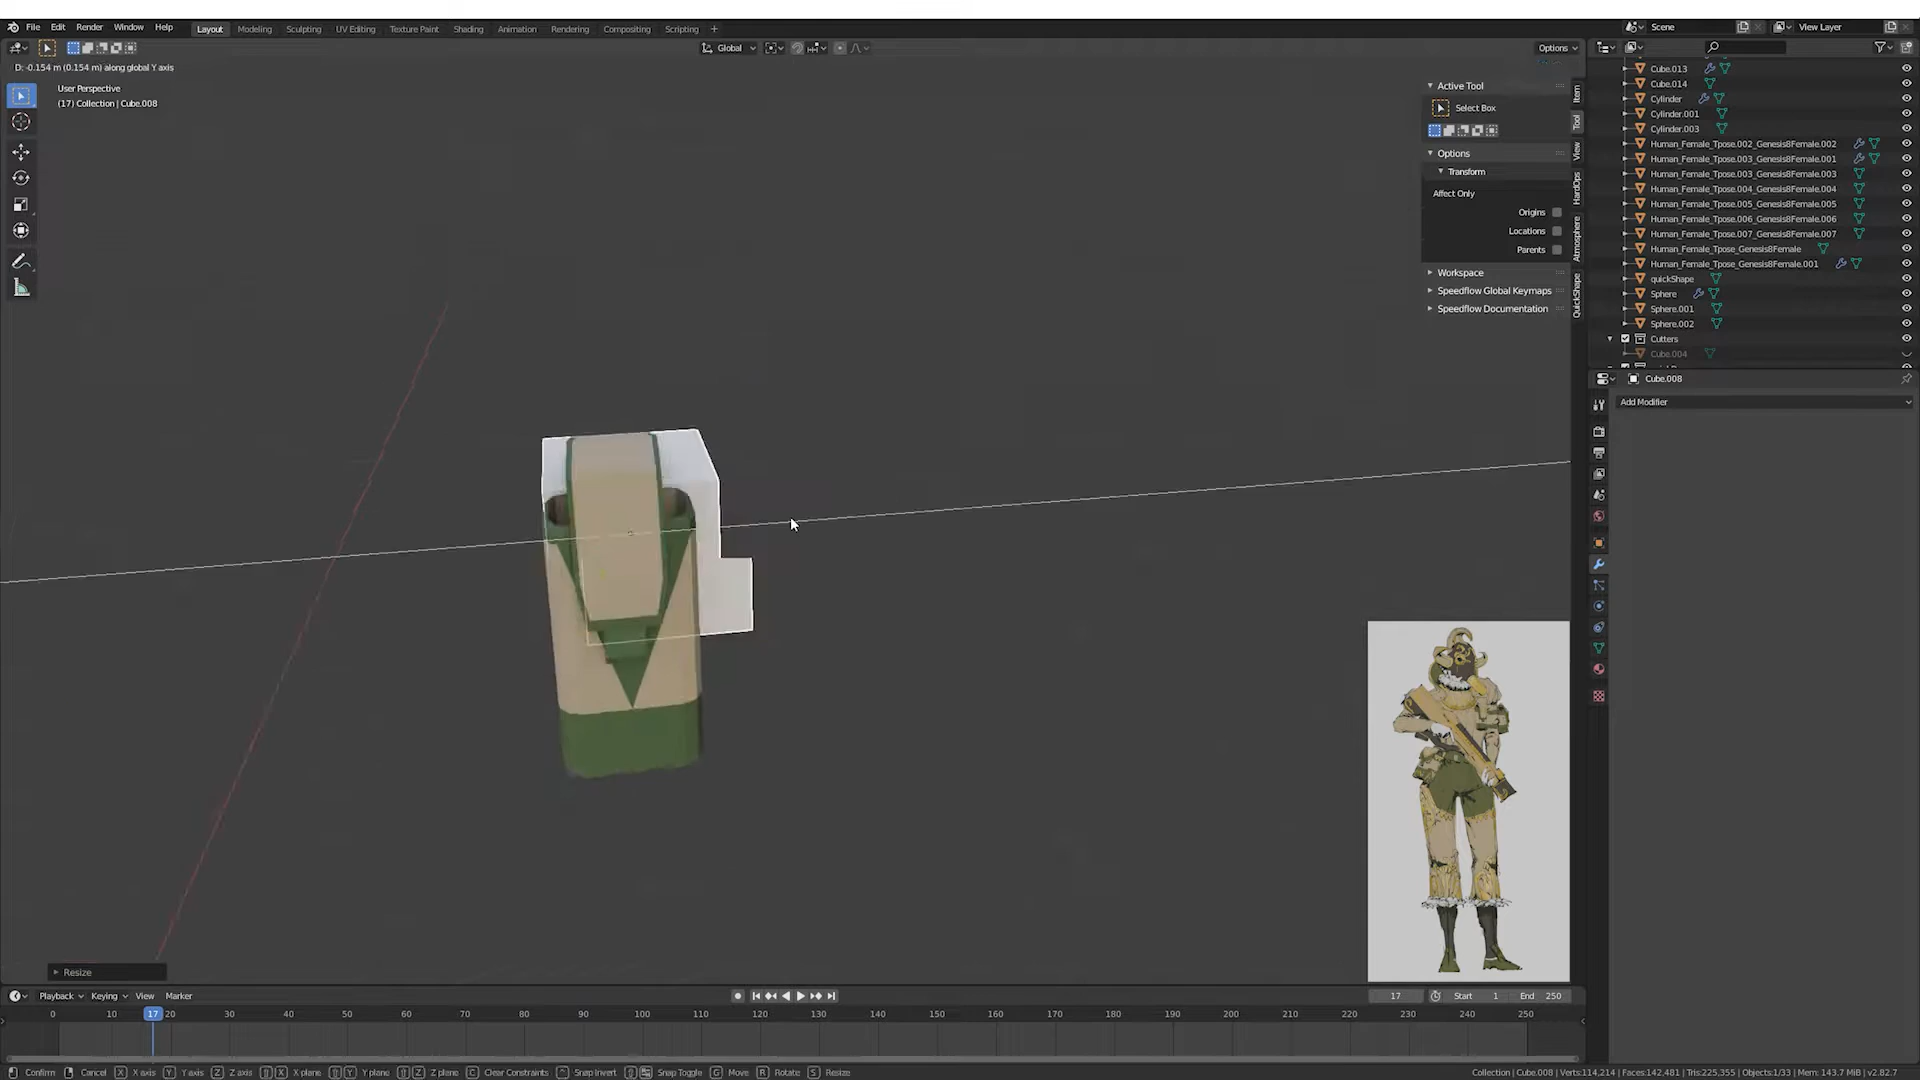 File Edit Render Window Help Layout Modeling Sculpting UV Editing Texture Paint Shading Animation Rendering Compositing Scripting + Scene View Layer
Global Options
D: -0.154 m (0.154 m) along global Y axis
User Perspective
(17) Collection | Cube.008
Active Tool
Select Box
Options
Transform
Affect Only
Origins
Locations
Parents
Workspace
Speedflow Global Keymaps
Speedflow Documentation
Item
Tool
View
HardOps
Atmosphere
QuickShape
Cube.013
Cube.014
Cylinder
Cylinder.001
Cylinder.003
Human_Female_Tpose.002_Genesis8Female.002
Human_Female_Tpose.003_Genesis8Female.001
Human_Female_Tpose.003_Genesis8Female.003
Human_Female_Tpose.004_Genesis8Female.004
Human_Female_Tpose.005_Genesis8Female.005
Human_Female_Tpose.006_Genesis8Female.006
Human_Female_Tpose.007_Genesis8Female.007
Human_Female_Tpose_Genesis8Female
Human_Female_Tpose_Genesis8Female.001
quickShape
Sphere
Sphere.001
Sphere.002
Cutters
Cube.004
Cube.008
Add Modifier
Resize
Playback Keying View Marker 17 Start 1 End 250
0 10 17 20 30 40 50 60 70 80 90 100 110 120 130 140 150 160 170 180 190 200 210 220 230 240 250
Confirm Cancel X X axis Y Y axis Z Z axis X X plane Y Y plane Z Z plane C Clear Constraints Snap Invert Snap Toggle G Move R Rotate S Resize Collection | Cube.008 | Verts:114,214 | Faces:142,481 | Tris:225,355 | Objects:1/33 | Mem: 143.7 MiB | v2.82.7